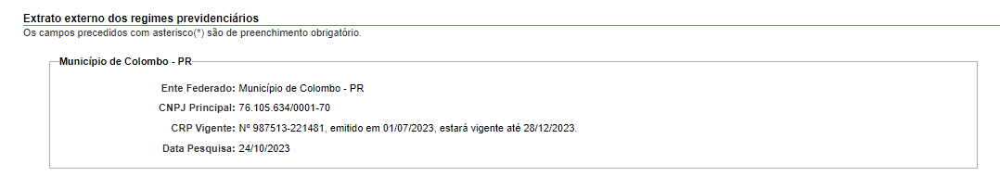 Extrato externo dos regimes previdenciários
Os campos precedidos com asterisco(*) são de preenchimento obrigatório.
Município de Colombo - PR
Ente Federado: Município de Colombo - PR
CNPJ Principal: 76.105.634/0001-70
CRP Vigente: Nº 987513-221481, emitido em 01/07/2023, estará vigente até 28/12/2023.
Data Pesquisa: 24/10/2023